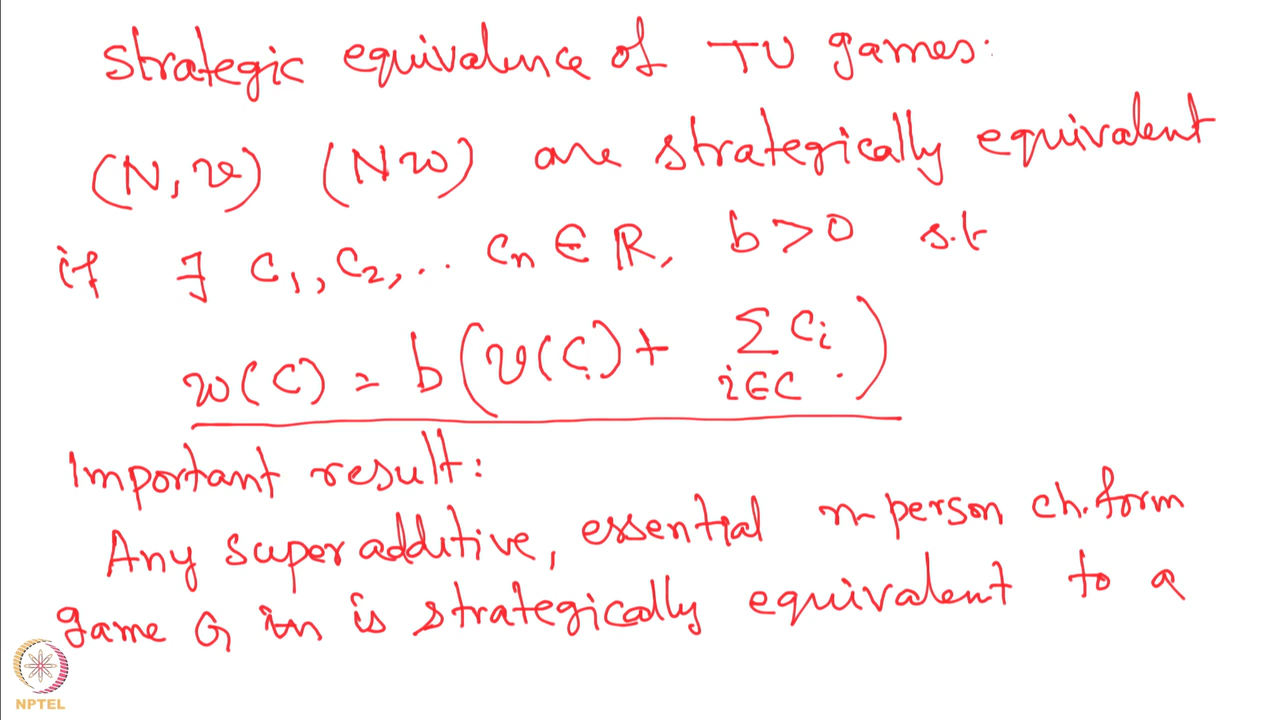 Strategic equivalence of TU games:
(N, v) (N w) are strategically equivalent
if ∃ C1, C2, .. Cn ∈ ℝ, b > 0 s.t
w(C) = b(v(C) + Σ Ci)
i∈C
Important result:
Any superadditive, essential n-person ch. form
game G is strategically equivalent to a
NPTEL